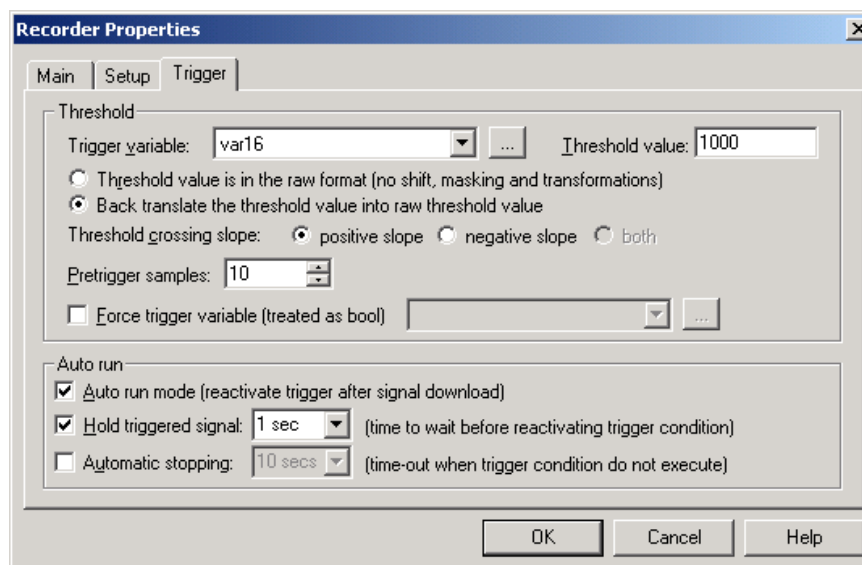 Recorder Properties
Main Setup Trigger
Threshold
Trigger variable: var16 ... Threshold value: 1000
Threshold value is in the raw format (no shift, masking and transformations)
Back translate the threshold value into raw threshold value
Threshold crossing slope: positive slope negative slope both
Pretrigger samples: 10
Force trigger variable (treated as bool) ...
Auto run
Auto run mode (reactivate trigger after signal download)
Hold triggered signal: 1 sec (time to wait before reactivating trigger condition)
Automatic stopping: 10 secs (time-out when trigger condition do not execute)
OK Cancel Help